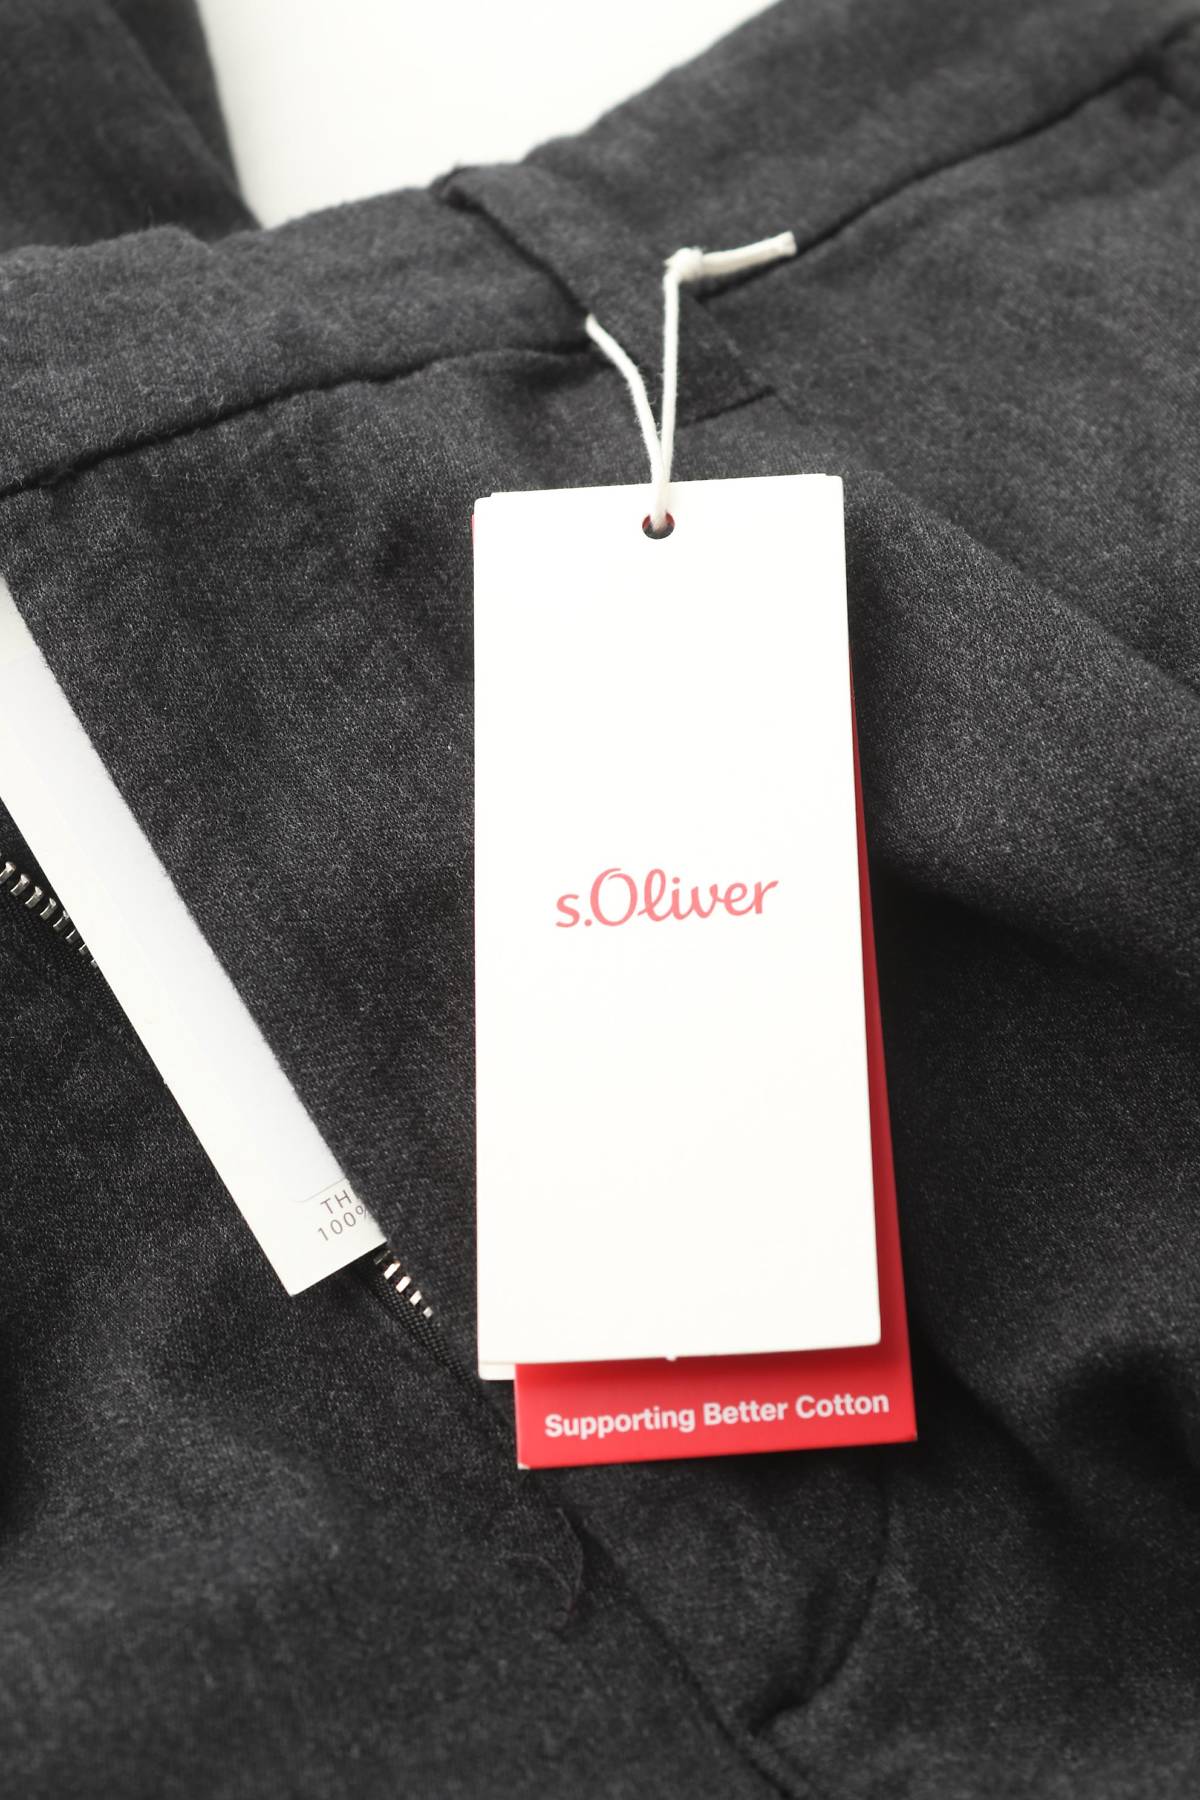 s.Oliver
TH
100%
Supporting Better Cotton